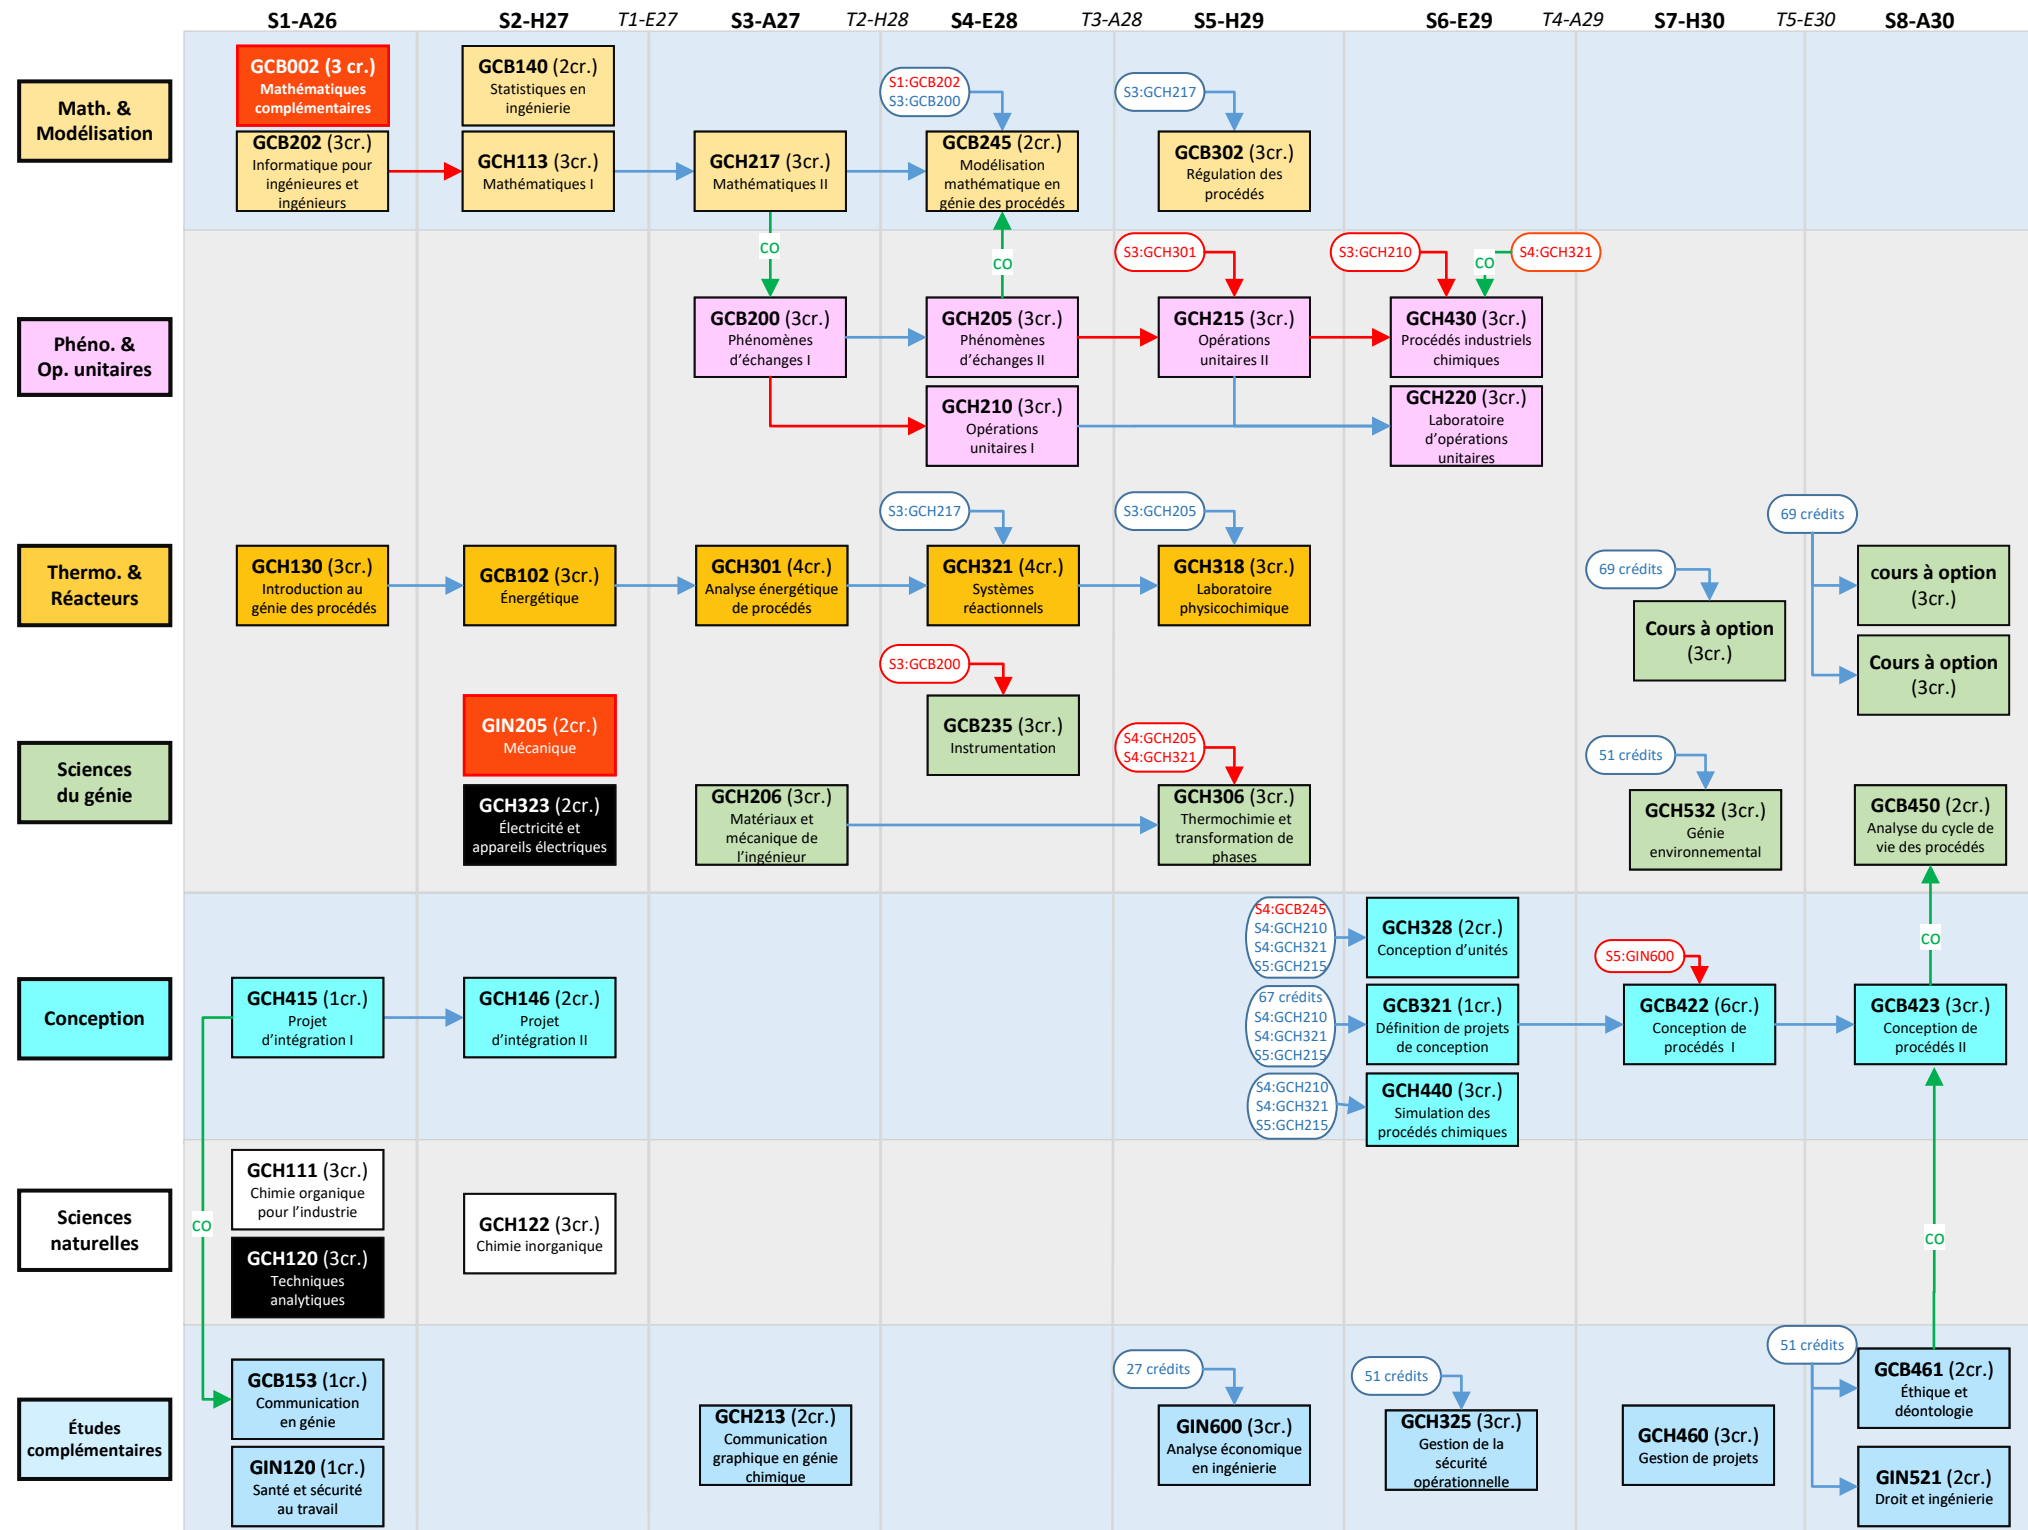 S1-A26 S2-H27 T1-E27 S3-A27 T2-H28 S4-E28 T3-A28 S5-H29 S6-E29 T4-A29 S7-H30 T5-E30 S8-A30
Math. &
Modélisation
GCB002 (3 cr.)
Mathématiques
complémentaires
GCB140 (2cr.)
Statistiques en
ingénierie
S1:GCB202
S3:GCB200
S3:GCH217
GCB202 (3cr.)
Informatique pour
ingénieures et
ingénieurs
GCH113 (3cr.)
Mathématiques I
GCH217 (3cr.)
Mathématiques II
GCB245 (2cr.)
Modélisation
mathématique en
génie des procédés
GCB302 (3cr.)
Régulation des
procédés
CO
CO
S3:GCH301
S3:GCH210
CO
S4:GCH321
Phéno. &
Op. unitaires
GCB200 (3cr.)
Phénomènes
d'échanges I
GCH205 (3cr.)
Phénomènes
d'échanges II
GCH215 (3cr.)
Opérations
unitaires II
GCH430 (3cr.)
Procédés industriels
chimiques
GCH210 (3cr.)
Opérations
unitaires I
GCH220 (3cr.)
Laboratoire
d'opérations
unitaires
S3:GCH217
S3:GCH205
69 crédits
Thermo. &
Réacteurs
GCH130 (3cr.)
Introduction au
génie des procédés
GCB102 (3cr.)
Énergétique
GCH301 (4cr.)
Analyse énergétique
de procédés
GCH321 (4cr.)
Systèmes
réactionnels
GCH318 (3cr.)
Laboratoire
physicochimique
69 crédits
cours à option
(3cr.)
Cours à option
(3cr.)
Cours à option
(3cr.)
S3:GCB200
Sciences
du génie
GIN205 (2cr.)
Mécanique
GCB235 (3cr.)
Instrumentation
S4:GCH205
S4:GCH321
51 crédits
GCH323 (2cr.)
Électricité et
appareils électriques
GCH206 (3cr.)
Matériaux et
mécanique de
l'ingénieur
GCH306 (3cr.)
Thermochimie et
transformation de
phases
GCH532 (3cr.)
Génie
environnemental
GCB450 (2cr.)
Analyse du cycle de
vie des procédés
S4:GCB245
S4:GCH210
S4:GCH321
S5:GCH215
GCH328 (2cr.)
Conception d'unités
S5:GIN600
CO
Conception
GCH415 (1cr.)
Projet
d'intégration I
GCH146 (2cr.)
Projet
d'intégration II
67 crédits
S4:GCH210
S4:GCH321
S5:GCH215
GCB321 (1cr.)
Définition de projets
de conception
GCB422 (6cr.)
Conception de
procédés I
GCB423 (3cr.)
Conception de
procédés II
S4:GCH210
S4:GCH321
S5:GCH215
GCH440 (3cr.)
Simulation des
procédés chimiques
Sciences
naturelles
CO
GCH111 (3cr.)
Chimie organique
pour l'industrie
GCH122 (3cr.)
Chimie inorganique
GCH120 (3cr.)
Techniques
analytiques
CO
Études
complémentaires
GCB153 (1cr.)
Communication
en génie
GIN120 (1cr.)
Santé et sécurité
au travail
GCH213 (2cr.)
Communication
graphique en génie
chimique
27 crédits
GIN600 (3cr.)
Analyse économique
en ingénierie
51 crédits
GCH325 (3cr.)
Gestion de la
sécurité
opérationnelle
GCH460 (3cr.)
Gestion de projets
51 crédits
GCB461 (2cr.)
Éthique et
déontologie
GIN521 (2cr.)
Droit et ingénierie